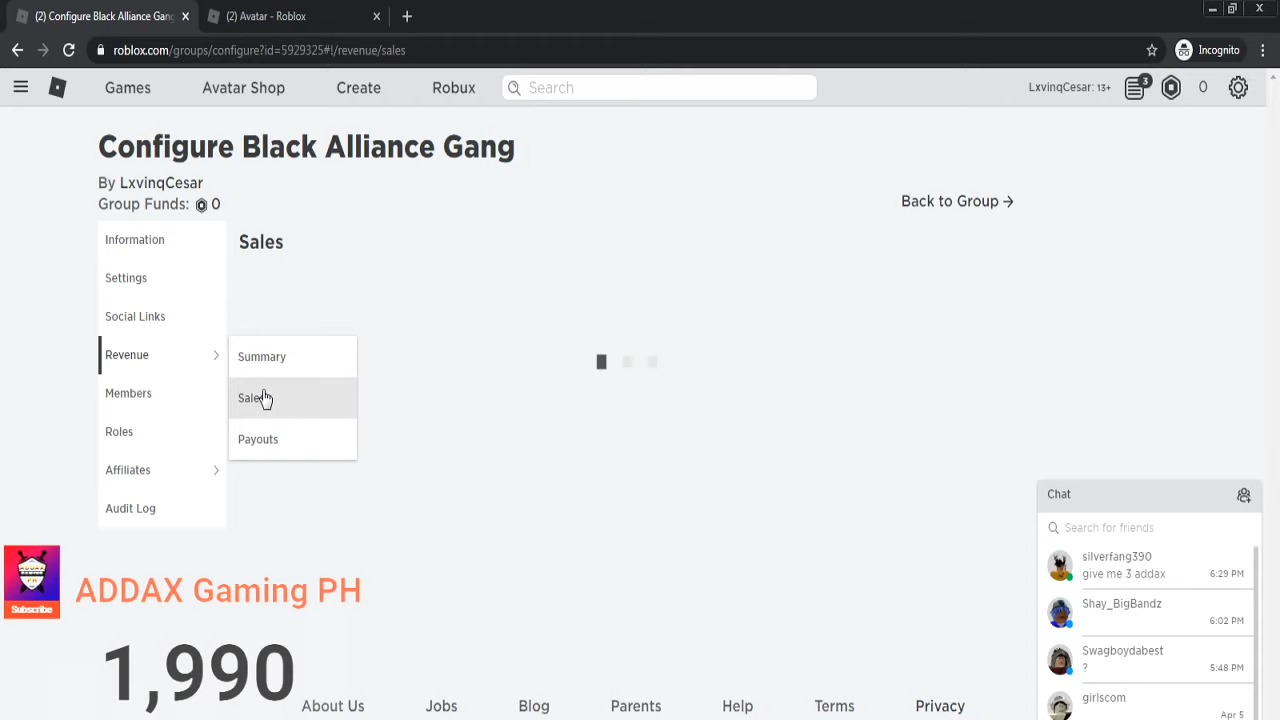 (2) Configure Black Alliance Gang
(2) Avatar - Roblox
roblox.com/groups/configure?id=5929325#!/revenue/sales
Incognito
Games
Avatar Shop
Create
Robux
Search
LxvinqCesar: 13+
3
0
Configure Black Alliance Gang
By LxvinqCesar
Group Funds: 0
Back to Group →
Information
Settings
Social Links
Revenue
Members
Roles
Affiliates
Audit Log
Sales
Summary
Sales
Payouts
Chat
Search for friends
silverfang390
give me 3 addax
6:29 PM
Shay_BigBandz
6:02 PM
Swagboydabest
?
5:48 PM
girlscom
Apr 5
ADDAX PH
Subscribe
ADDAX Gaming PH
1,990
About Us
Jobs
Blog
Parents
Help
Terms
Privacy